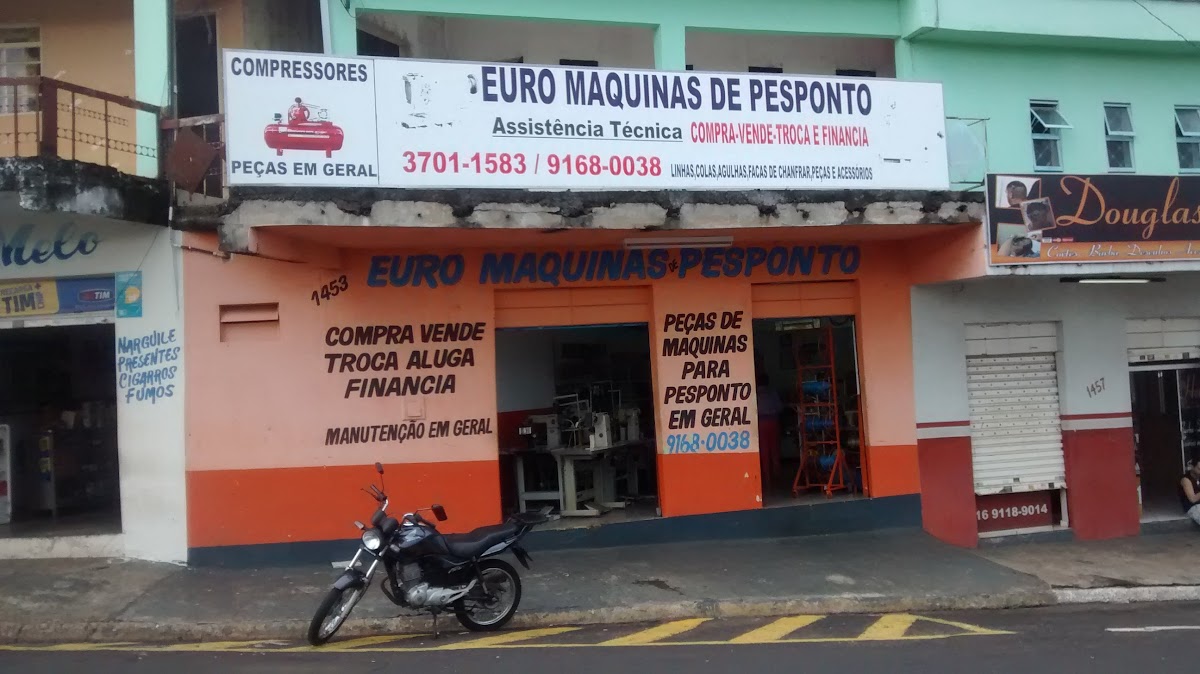 COMPRESSORES
PEÇAS EM GERAL
EURO MAQUINAS DE PESPONTO
Assistência Técnica COMPRA-VENDE-TROCA E FINANCIA
3701-1583 / 9168-0038 LINHAS,COLAS,AGULHAS,FACAS DE CHANFRAR,PEÇAS E ACESSÓRIOS
Melo
TIM
TIM
NARGUILE
PRESENTES
CIGARROS
FUMOS
1453
EURO MAQUINAS DE PESPONTO
COMPRA VENDE
TROCA ALUGA
FINANCIA
MANUTENÇÃO EM GERAL
PEÇAS DE
MAQUINAS
PARA
PESPONTO
EM GERAL
9168-0038
Douglas
1457
16 9118-9014